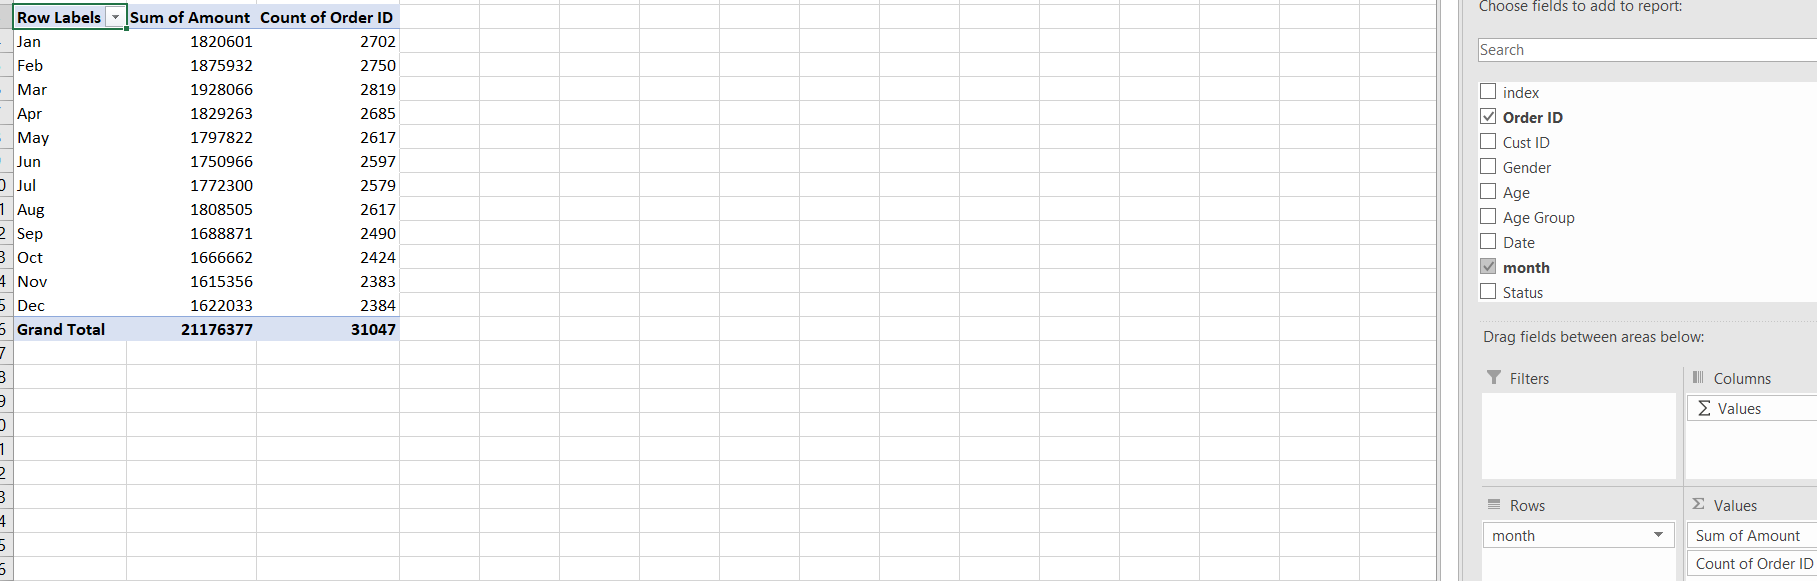 Row Labels Sum of Amount Count of Order ID
Jan 1820601 2702
Feb 1875932 2750
Mar 1928066 2819
Apr 1829263 2685
May 1797822 2617
Jun 1750966 2597
Jul 1772300 2579
Aug 1808505 2617
Sep 1688871 2490
Oct 1666662 2424
Nov 1615356 2383
Dec 1622033 2384
Grand Total 21176377 31047
Choose fields to add to report:
Search
index
Order ID
Cust ID
Gender
Age
Age Group
Date
month
Status
Drag fields between areas below:
Filters
Columns
Σ Values
Rows
month
Σ Values
Sum of Amount
Count of Order ID